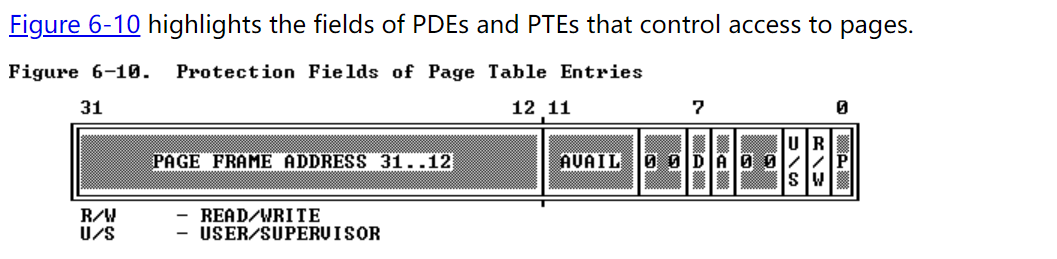 Figure 6-10 highlights the fields of PDEs and PTEs that control access to pages.
Figure 6-10. Protection Fields of Page Table Entries
31 12 11 7 0
PAGE FRAME ADDRESS 31..12 AVAIL 0 0 D A 0 0 U/S R/W P
R/W - READ/WRITE
U/S - USER/SUPERVISOR